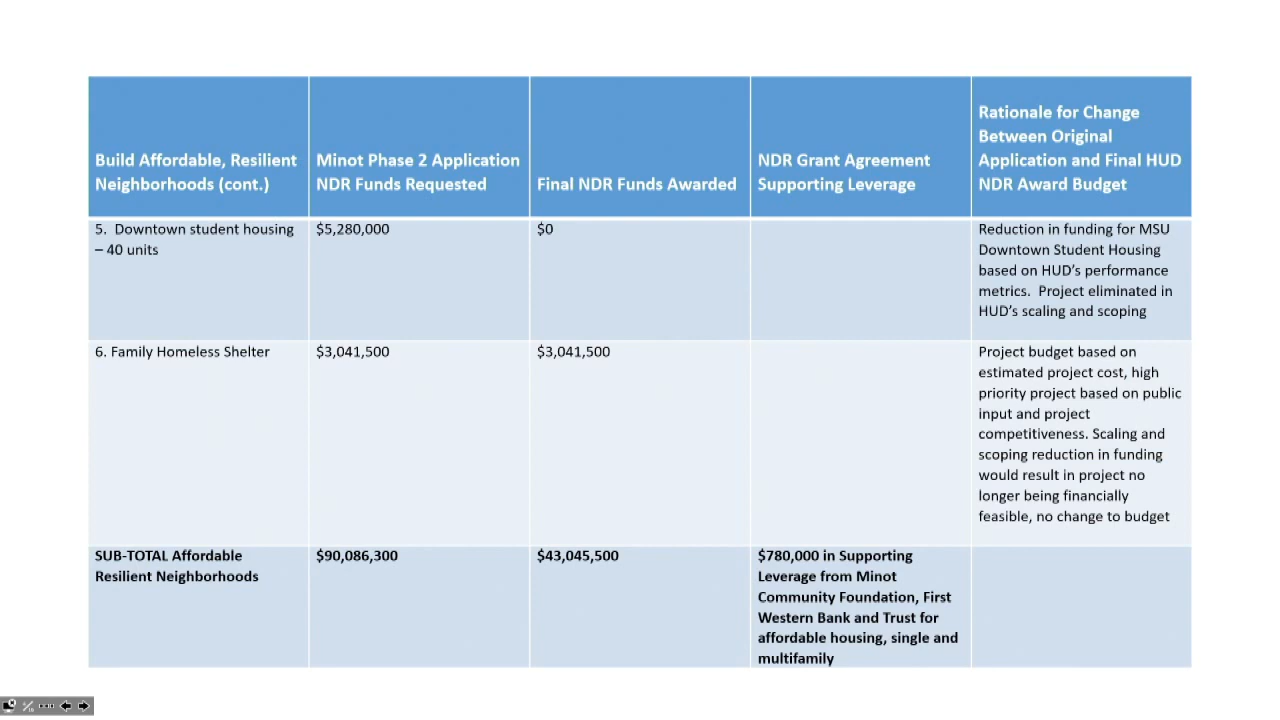 Build Affordable, Resilient
Neighborhoods (cont.)
Minot Phase 2 Application
NDR Funds Requested
Final NDR Funds Awarded
NDR Grant Agreement
Supporting Leverage
Rationale for Change
Between Original
Application and Final HUD
NDR Award Budget
5. Downtown student housing
– 40 units
$5,280,000
$0
Reduction in funding for MSU
Downtown Student Housing
based on HUD’s performance
metrics. Project eliminated in
HUD’s scaling and scoping
6. Family Homeless Shelter
$3,041,500
$3,041,500
Project budget based on
estimated project cost, high
priority project based on public
input and project
competitiveness. Scaling and
scoping reduction in funding
would result in project no
longer being financially
feasible, no change to budget
SUB-TOTAL Affordable
Resilient Neighborhoods
$90,086,300
$43,045,500
$780,000 in Supporting
Leverage from Minot
Community Foundation, First
Western Bank and Trust for
affordable housing, single and
multifamily